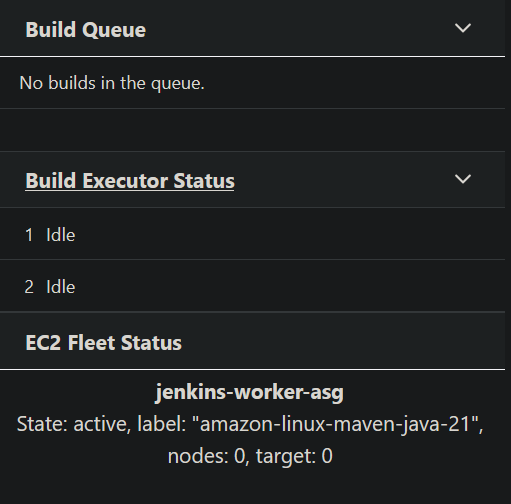 Build Queue
No builds in the queue.
Build Executor Status
1 Idle
2 Idle
EC2 Fleet Status
jenkins-worker-asg
State: active, label: "amazon-linux-maven-java-21",
nodes: 0, target: 0